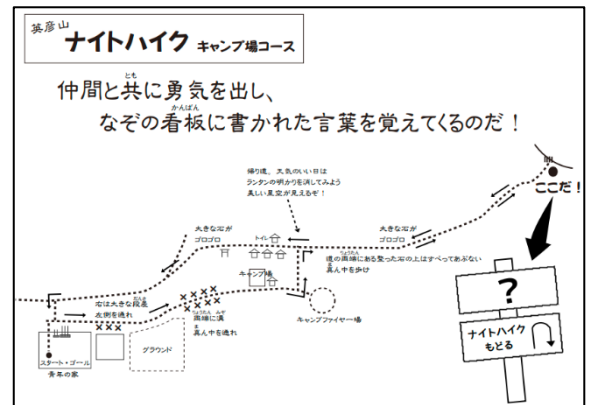 英彦山
ナイトハイク キャンプ場コース
仲間と共に勇気を出し、
なぞの看板に書かれた言葉を覚えてくるのだ！
帰り道、天気のいい日は
ランタンの明かりを消してみよう
美しい星空が見えるぞ！
ここだ！
大きな石が
ゴロゴロ
トイレ
大きな石が
ゴロゴロ
道の両端にある整った石の上はすべってあぶない
真ん中を歩け
キャンプ場
右は大きな段差
左側を通れ
両端に溝
真ん中を通れ
キャンプファイヤー場
グラウンド
スタート・ゴール
青年の家
？
ナイトハイク
もどる